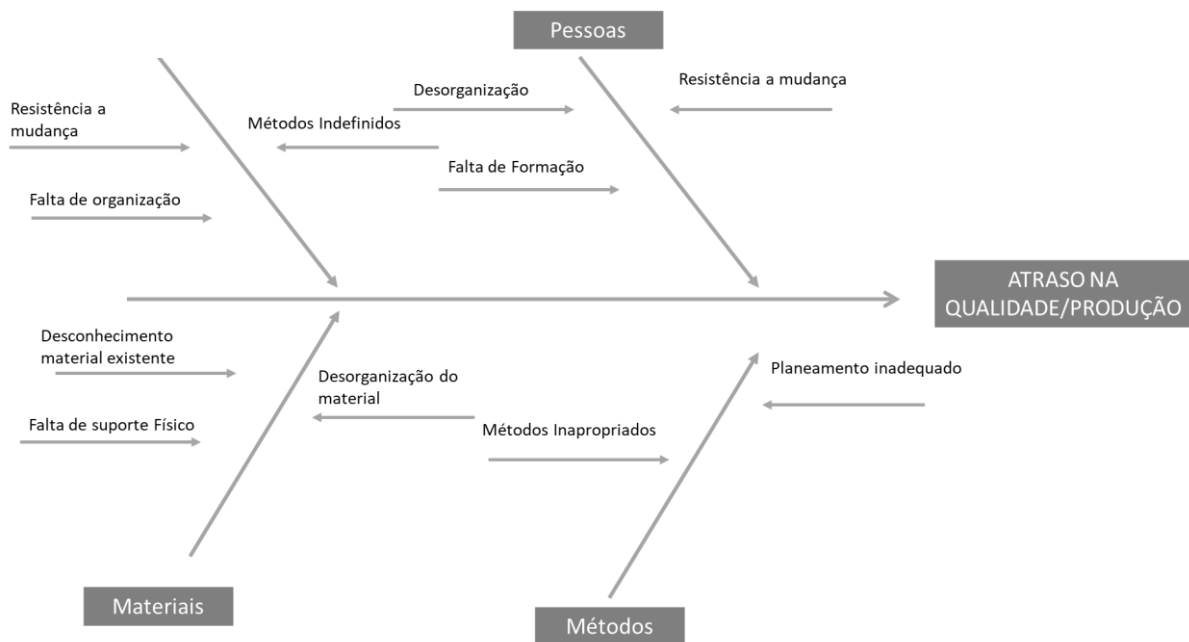 Pessoas
Resistência a mudança
Desorganização
Resistência a
mudança
Métodos Indefinidos
Falta de Formação
Falta de organização
ATRASO NA
QUALIDADE/PRODUÇÃO
Desconhecimento
material existente
Desorganização do
material
Planeamento inadequado
Falta de suporte Físico
Métodos Inapropriados
Materiais
Métodos